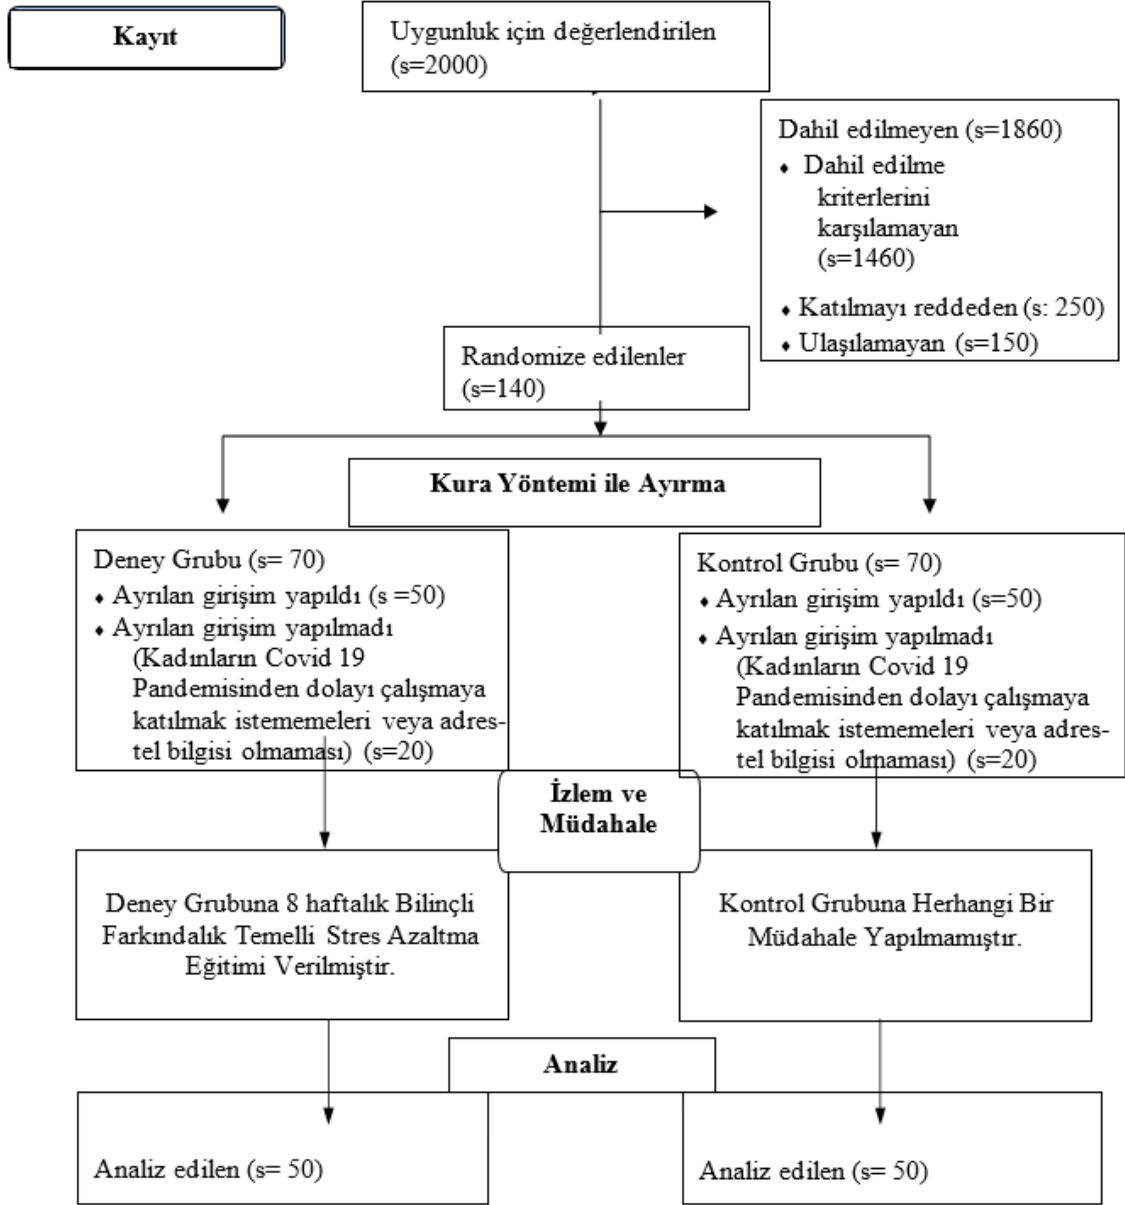 Kayıt
Uygunluk için değerlendirilen
(s=2000)
Dahil edilmeyen (s=1860)
♦ Dahil edilme
kriterlerini
karşılamayan
(s=1460)
♦ Katılmayı reddeden (s: 250)
♦ Ulaşılamayan (s=150)
Randomize edilenler
(s=140)
Kura Yöntemi ile Ayırma
Deney Grubu (s= 70)
♦ Ayrılan girişim yapıldı (s =50)
♦ Ayrılan girişim yapılmadı
(Kadınların Covid 19
Pandemisinden dolayı çalışmaya
katılmak istememeleri veya adres-
tel bilgisi olmaması) (s=20)
Kontrol Grubu (s= 70)
♦ Ayrılan girişim yapıldı (s=50)
♦ Ayrılan girişim yapılmadı
(Kadınların Covid 19
Pandemisinden dolayı çalışmaya
katılmak istememeleri veya adres-
tel bilgisi olmaması) (s=20)
İzlem ve
Müdahale
Deney Grubuna 8 haftalık Bilinçli
Farkındalık Temelli Stres Azaltma
Eğitimi Verilmiştir.
Kontrol Grubuna Herhangi Bir
Müdahale Yapılmamıştır.
Analiz
Analiz edilen (s= 50)
Analiz edilen (s= 50)